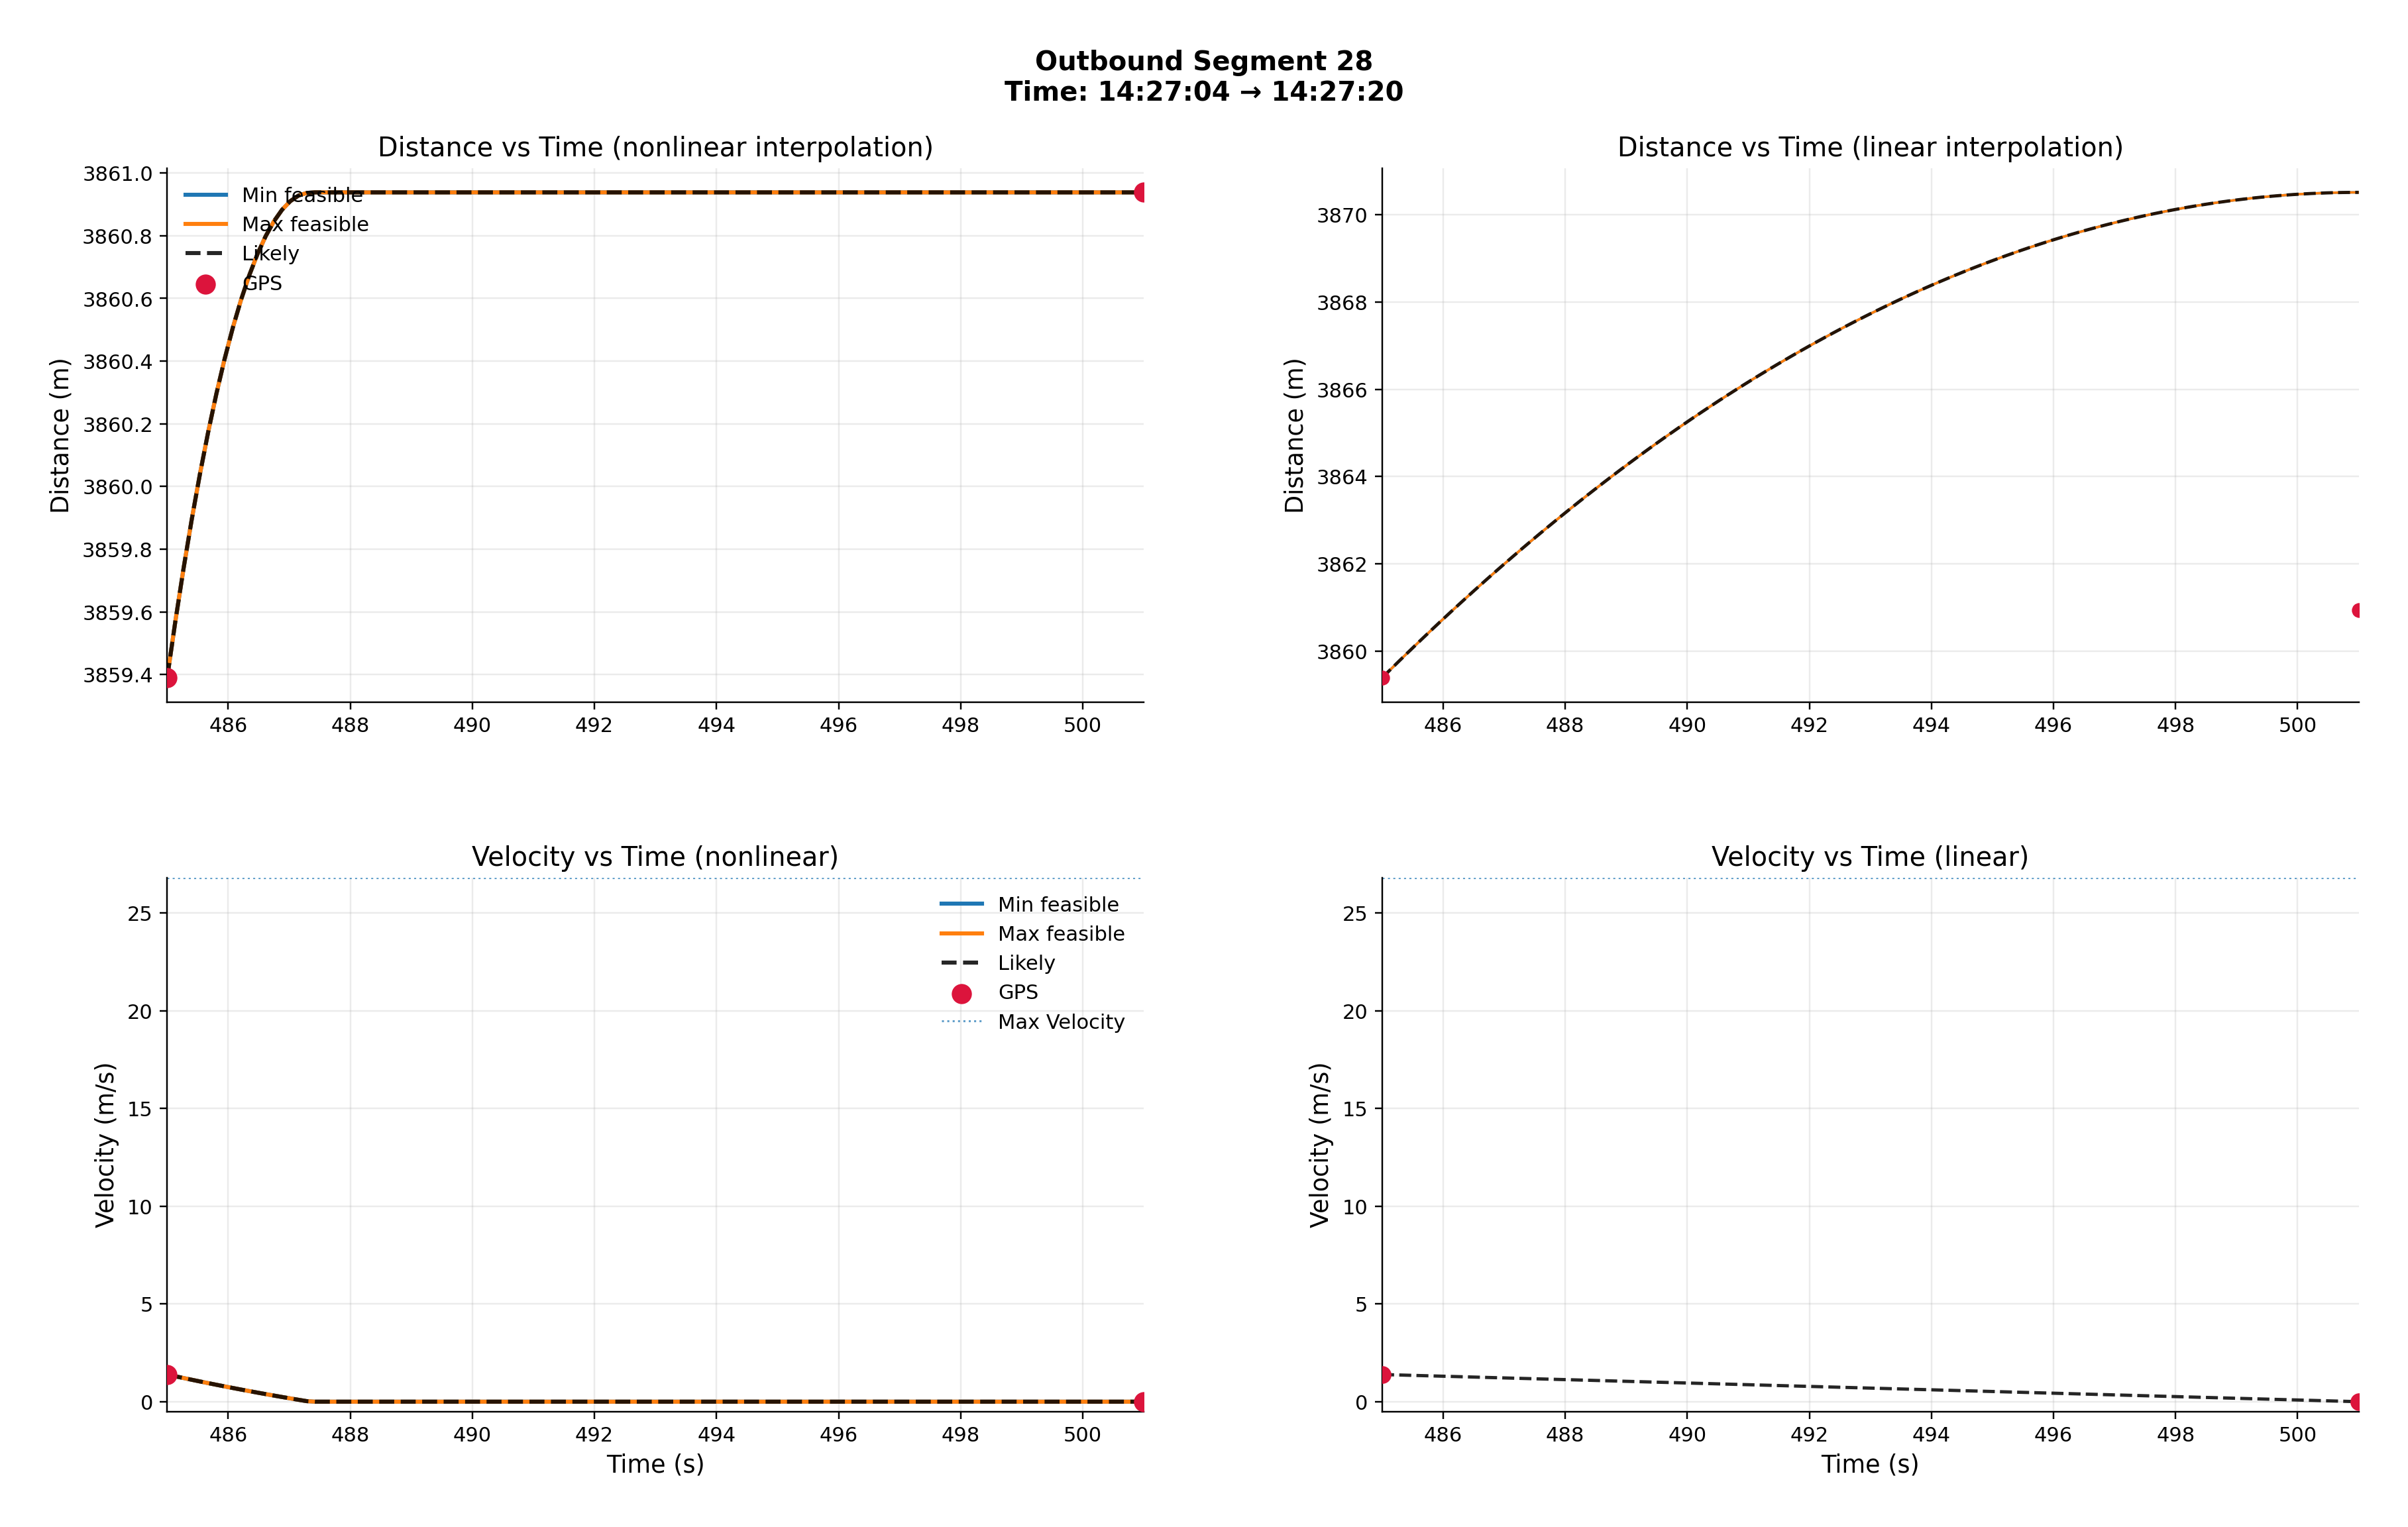 Outbound Segment 28
Time: 14:27:04 → 14:27:20
Distance vs Time (nonlinear interpolation)
Distance (m)
3861.0
3860.8
3860.6
3860.4
3860.2
3860.0
3859.8
3859.6
3859.4
Min feasible
Max feasible
Likely
GPS
486 488 490 492 494 496 498 500
Distance vs Time (linear interpolation)
Distance (m)
3870
3868
3866
3864
3862
3860
486 488 490 492 494 496 498 500
Velocity vs Time (nonlinear)
Velocity (m/s)
25
20
15
10
5
0
Min feasible
Max feasible
Likely
GPS
Max Velocity
486 488 490 492 494 496 498 500
Time (s)
Velocity vs Time (linear)
Velocity (m/s)
25
20
15
10
5
0
486 488 490 492 494 496 498 500
Time (s)